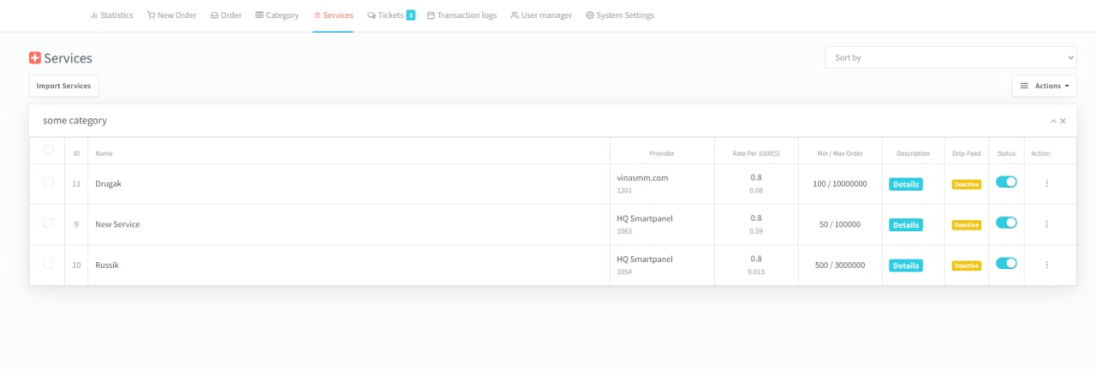 Statistics New Order Order Category Services Tickets 5 Transaction logs User manager System Settings
Services
Sort by
Import Services
Actions
some category
ID Name Provider Rate Per 1000($) Min / Max Order Description Drip-Feed Status Action
11 Drugak vinasmm.com 0.8 100 / 10000000 Details Deactive
1201 0.08
9 New Service HQ Smartpanel 0.8 50 / 100000 Details Deactive
1063 0.59
10 Russik HQ Smartpanel 0.8 500 / 3000000 Details Deactive
1054 0.015